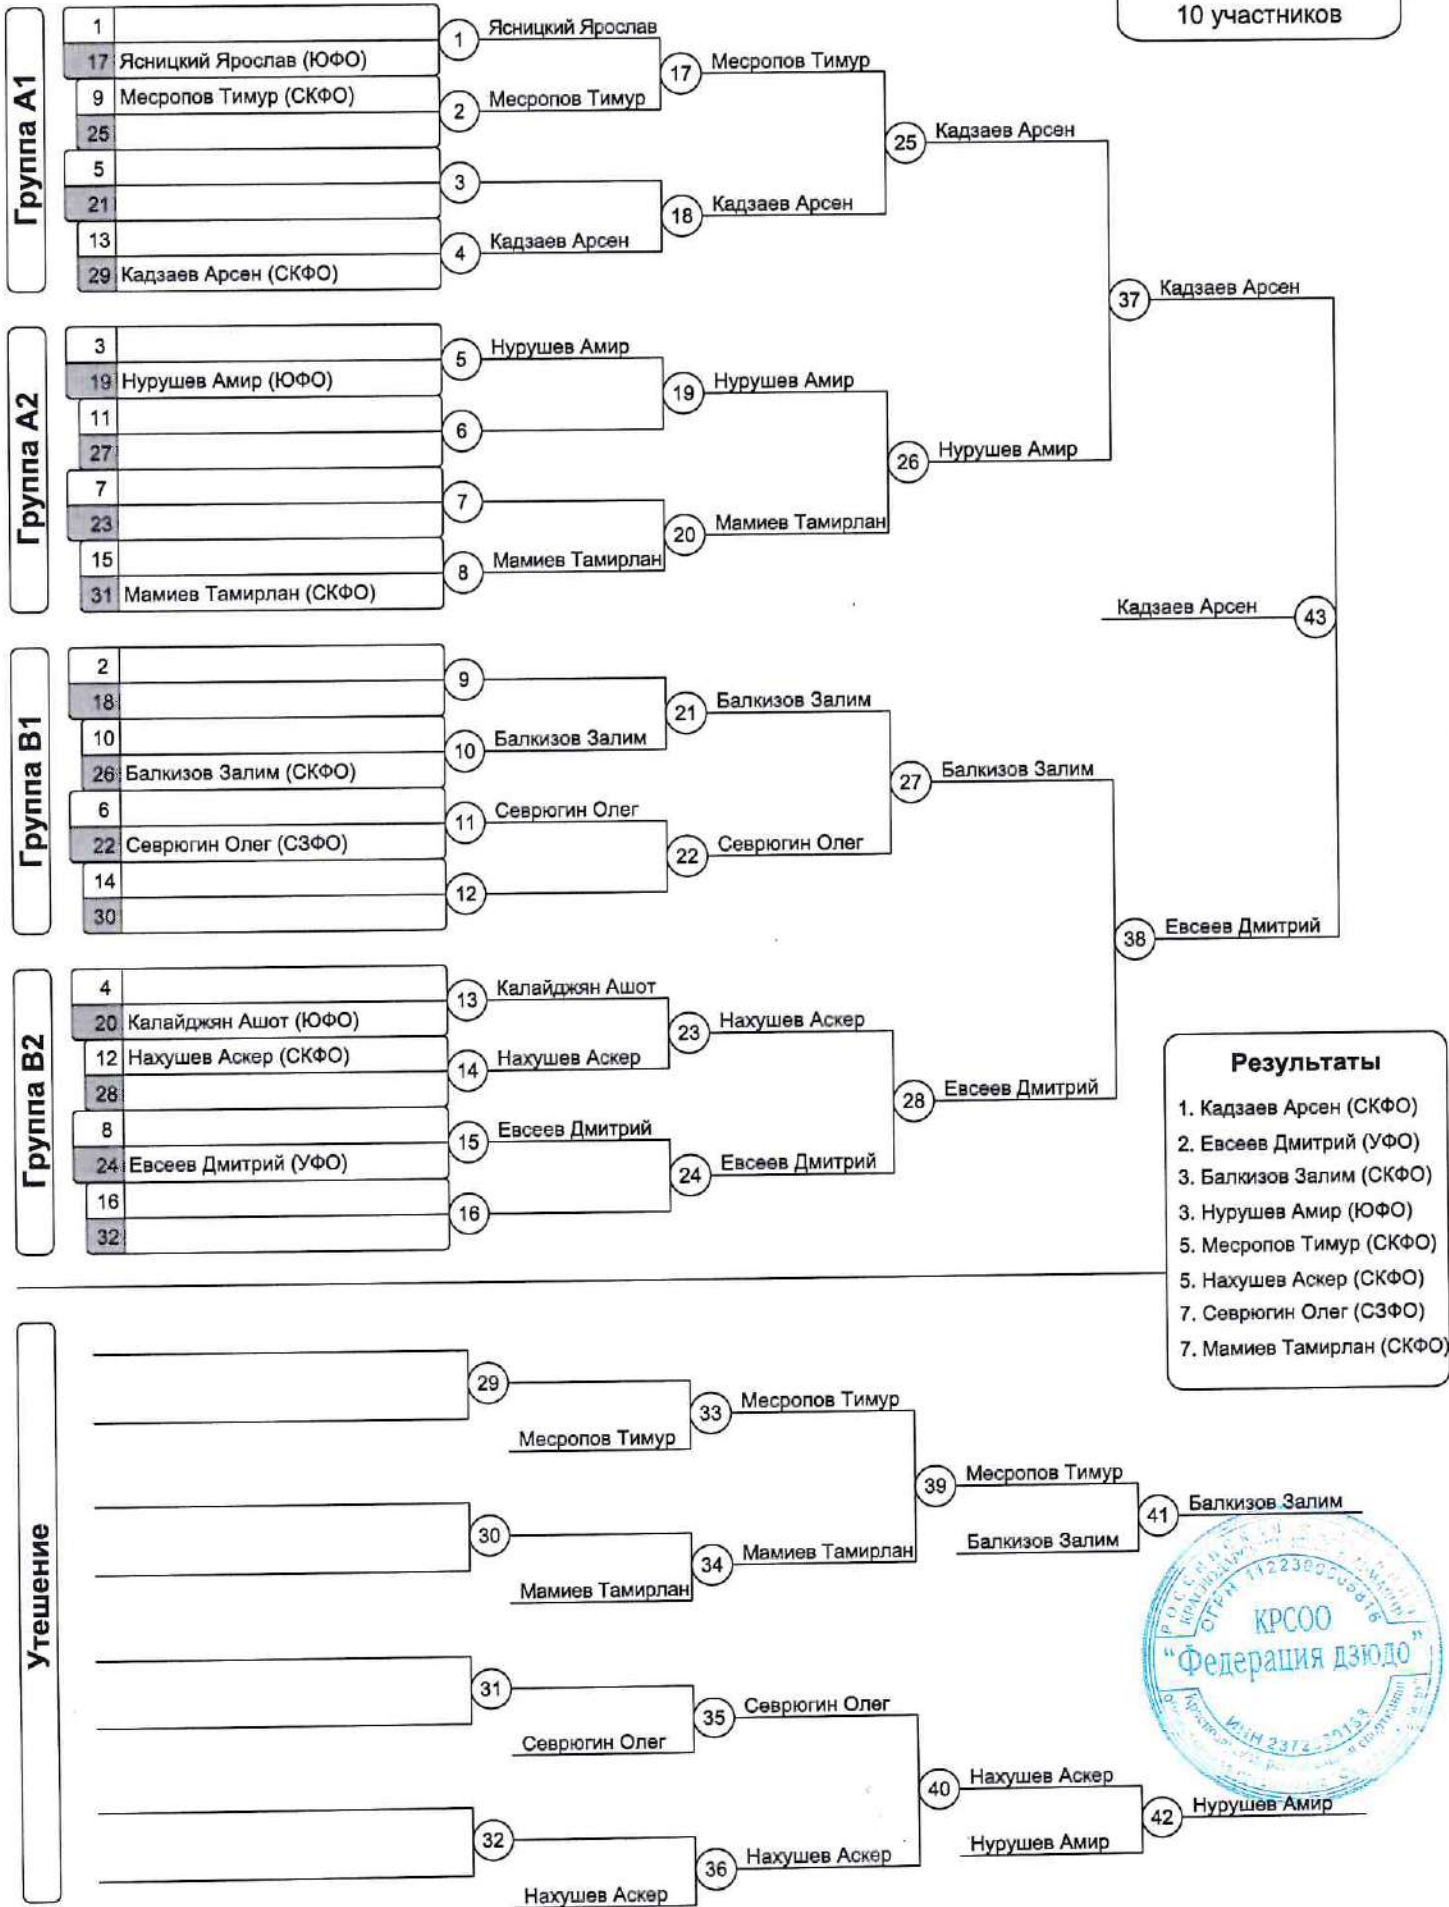 10 участников
Группа A1
1
17 Ясницкий Ярослав (ЮФО)
9 Месропов Тимур (СКФО)
25
5
21
13
29 Кадзаев Арсен (СКФО)
1 Ясницкий Ярослав
2 Месропов Тимур
3
4 Кадзаев Арсен
17 Месропов Тимур
18 Кадзаев Арсен
25 Кадзаев Арсен
Группа A2
3
19 Нурушев Амир (ЮФО)
11
27
7
23
15
31 Мамиев Тамирлан (СКФО)
5 Нурушев Амир
6
7
8 Мамиев Тамирлан
19 Нурушев Амир
20 Мамиев Тамирлан
26 Нурушев Амир
37 Кадзаев Арсен
Кадзаев Арсен 43
Группа B1
2
18
10
26 Балкизов Залим (СКФО)
6
22 Севрюгин Олег (СЗФО)
14
30
9
10 Балкизов Залим
11 Севрюгин Олег
12
21 Балкизов Залим
22 Севрюгин Олег
27 Балкизов Залим
Группа B2
4
20 Калайджян Ашот (ЮФО)
12 Нахушев Аскер (СКФО)
28
8
24 Евсеев Дмитрий (УФО)
16
32
13 Калайджян Ашот
14 Нахушев Аскер
15 Евсеев Дмитрий
16
23 Нахушев Аскер
24 Евсеев Дмитрий
28 Евсеев Дмитрий
38 Евсеев Дмитрий
Результаты
1. Кадзаев Арсен (СКФО)
2. Евсеев Дмитрий (УФО)
3. Балкизов Залим (СКФО)
3. Нурушев Амир (ЮФО)
5. Месропов Тимур (СКФО)
5. Нахушев Аскер (СКФО)
7. Севрюгин Олег (СЗФО)
7. Мамиев Тамирлан (СКФО)
Утешение
29
Месропов Тимур
33 Месропов Тимур
30
Мамиев Тамирлан
34 Мамиев Тамирлан
39 Месропов Тимур
Балкизов Залим
41 Балкизов Залим
31
Севрюгин Олег
35 Севрюгин Олег
32
Нахушев Аскер
36 Нахушев Аскер
40 Нахушев Аскер
Нурушев Амир
42 Нурушев Амир
ОГРН
КРСОО
"Федерация дзюдо"
ИНН